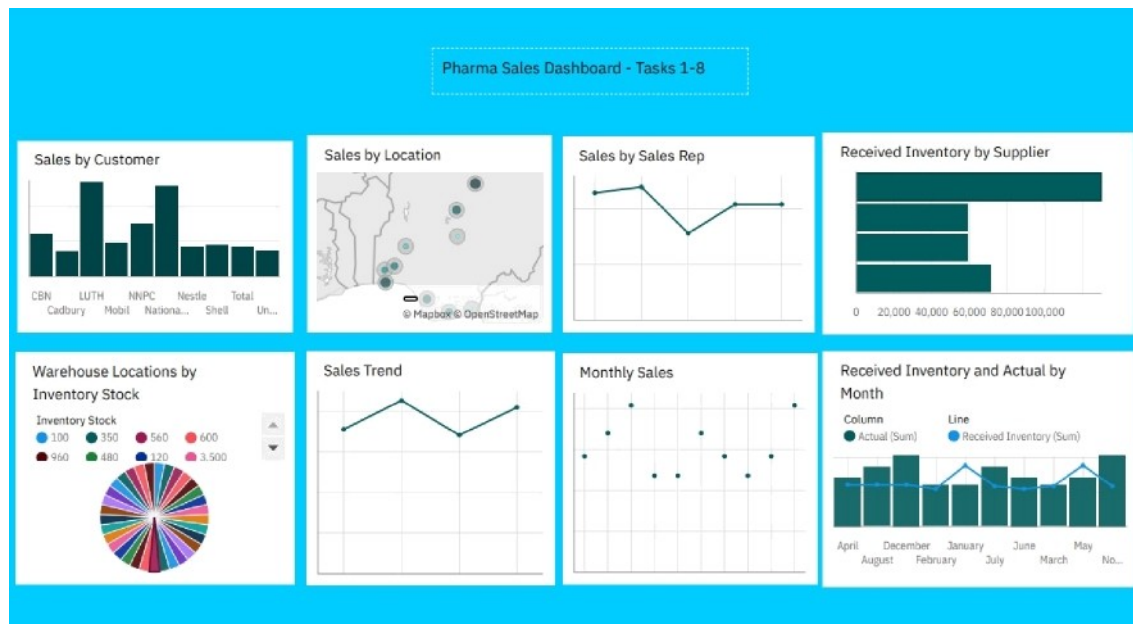 Pharma Sales Dashboard - Tasks 1-8
Sales by Customer
CBN LUTH NNPC Nestle Total
Cadbury Mobil Nationa... Shell Un...
Sales by Location
© Mapbox © OpenStreetMap
Sales by Sales Rep
Received Inventory by Supplier
0 20,000 40,000 60,000 80,000 100,000
Warehouse Locations by
Inventory Stock
Inventory Stock
100 350 560 600
960 480 120 3.500
Sales Trend
Monthly Sales
Received Inventory and Actual by
Month
Column Line
Actual (Sum) Received Inventory (Sum)
April December January June May
August February July March No...